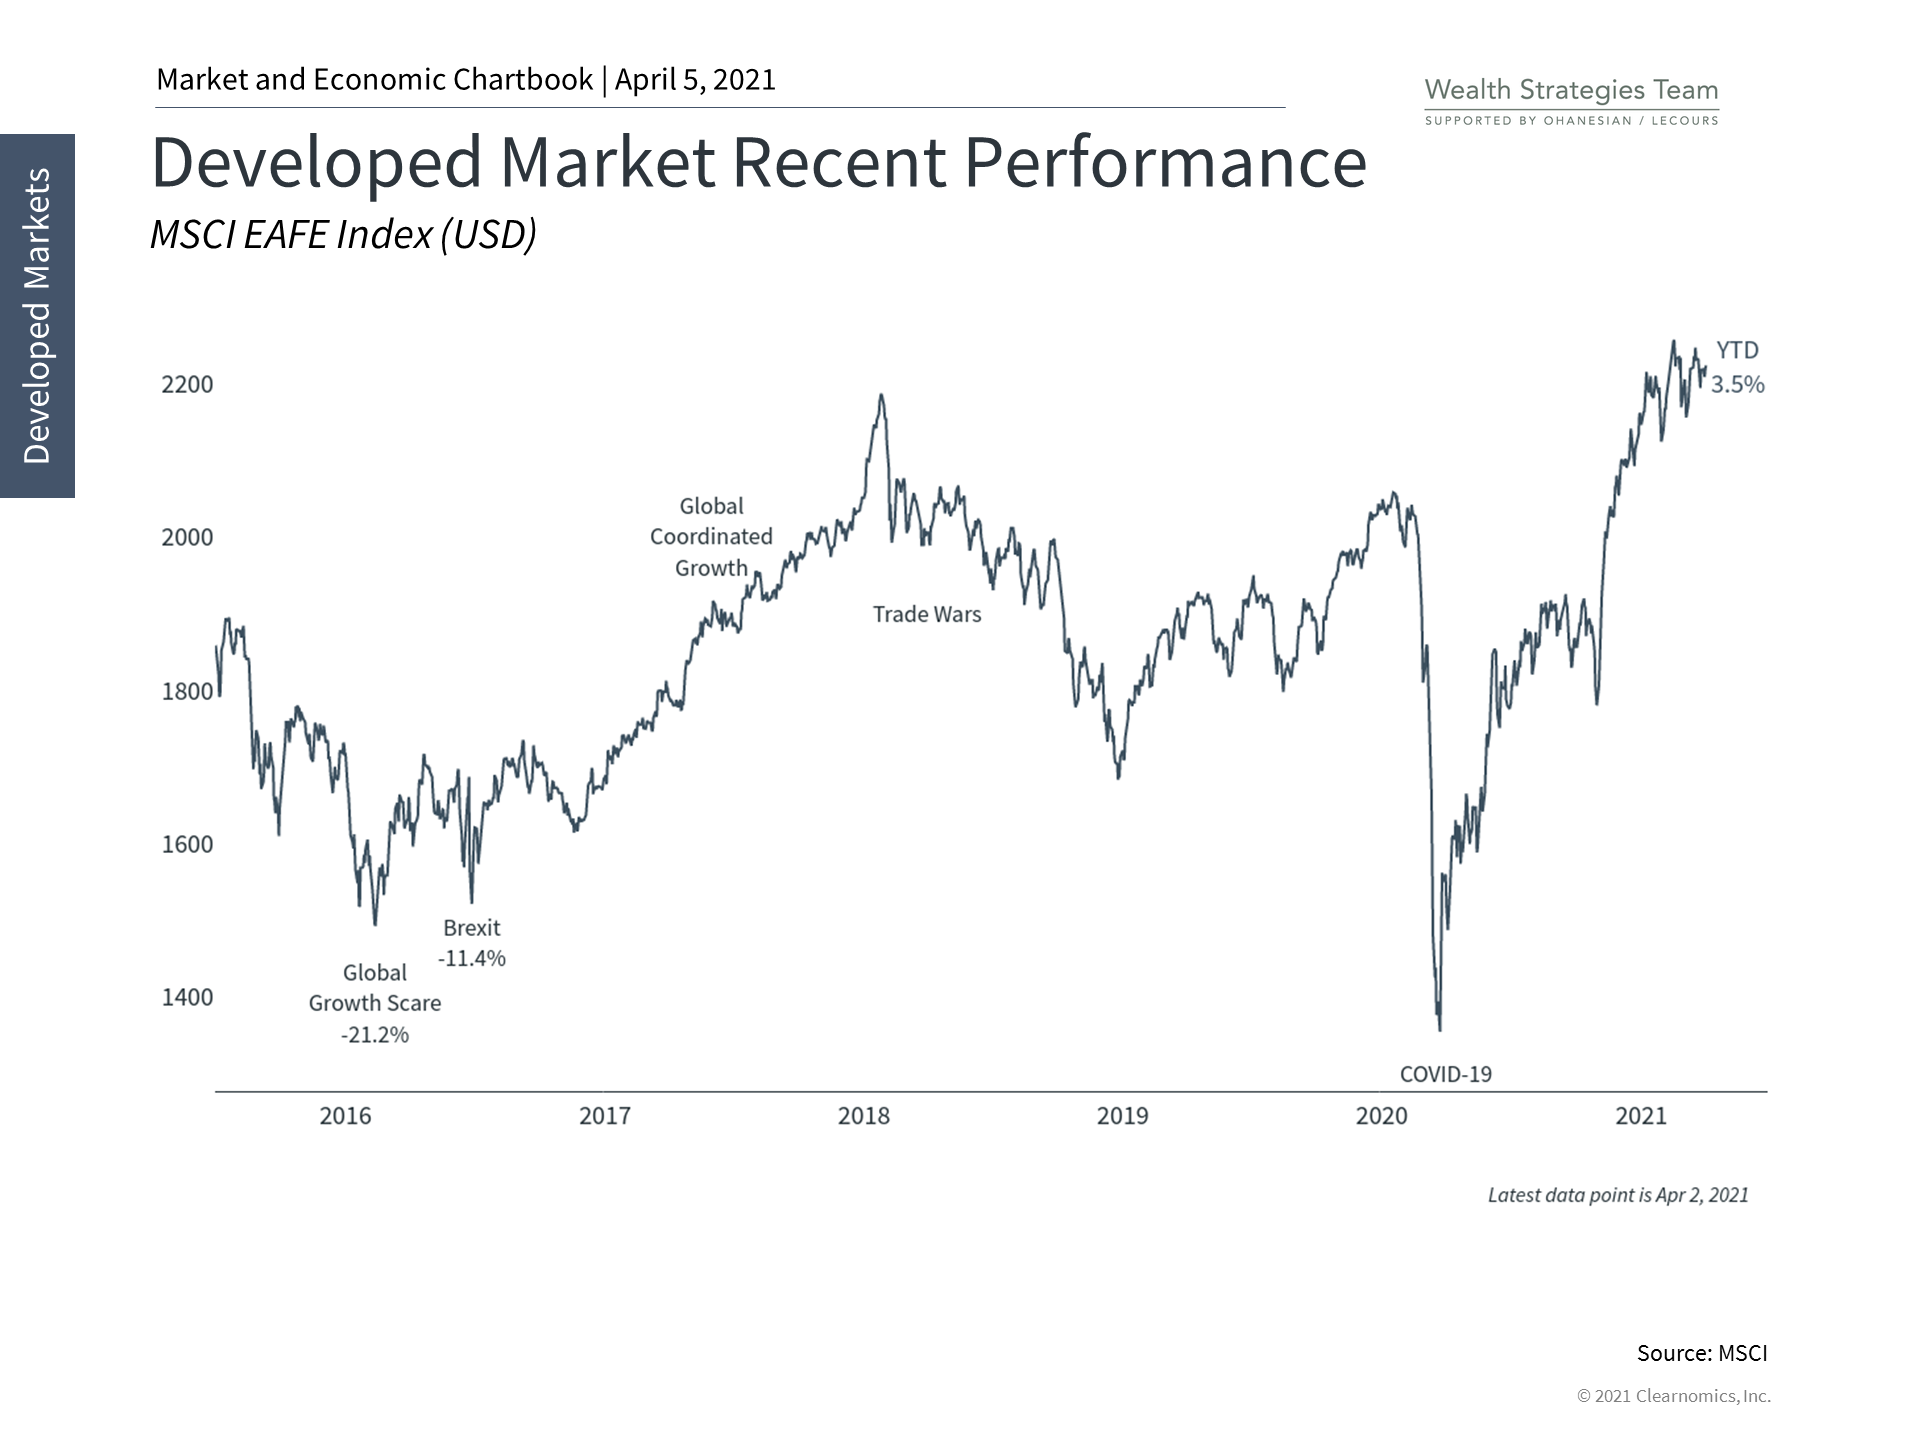 Market and Economic Chartbook | April 5, 2021
Wealth Strategies Team
SUPPORTED BY OHANESIAN / LECOURS
Developed Markets
Developed Market Recent Performance
MSCI EAFE Index (USD)
2200
2000
1800
1600
1400
YTD
3.5%
Global
Coordinated
Growth
Trade Wars
Brexit
-11.4%
Global
Growth Scare
-21.2%
COVID-19
2016
2017
2018
2019
2020
2021
Latest data point is Apr 2, 2021
Source: MSCI
© 2021 Clearnomics, Inc.